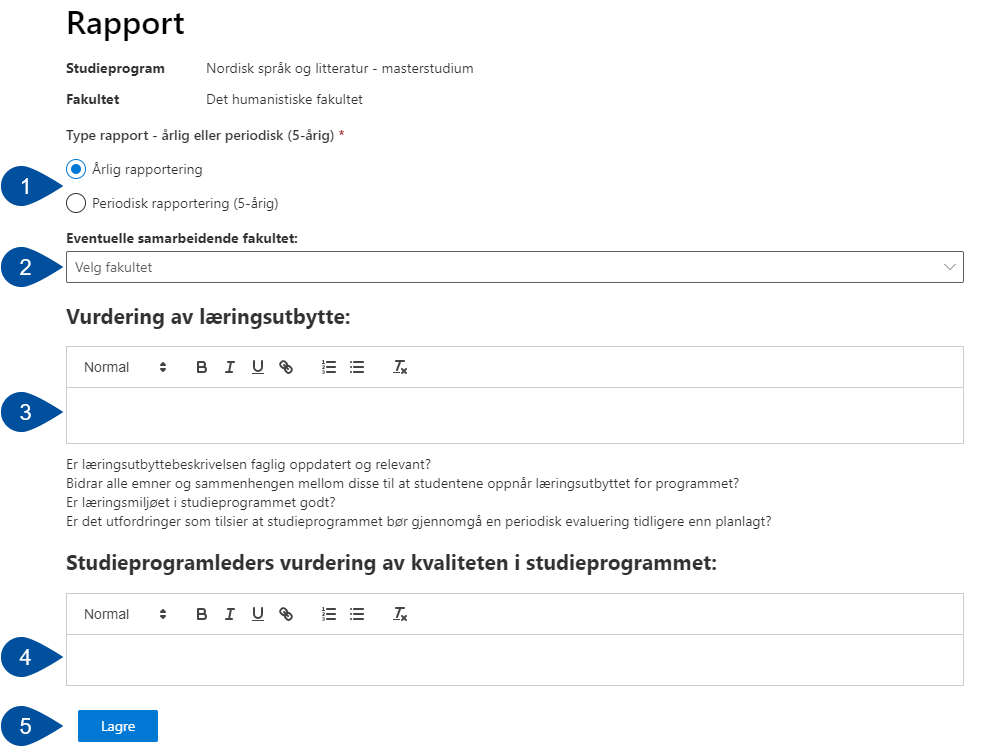 Rapport
Studieprogram Nordisk språk og litteratur - masterstudium
Fakultet Det humanistiske fakultet
Type rapport - årlig eller periodisk (5-årig) *
Årlig rapportering
1
Periodisk rapportering (5-årig)
Eventuelle samarbeidende fakultet:
2 Velg fakultet
Vurdering av læringsutbytte:
Normal B I U
3
Er læringsutbyttebeskrivelsen faglig oppdatert og relevant?
Bidrar alle emner og sammenhengen mellom disse til at studentene oppnår læringsutbyttet for programmet?
Er læringsmiljøet i studieprogrammet godt?
Er det utfordringer som tilsier at studieprogrammet bør gjennomgå en periodisk evaluering tidligere enn planlagt?
Studieprogramleders vurdering av kvaliteten i studieprogrammet:
Normal B I U
4
5 Lagre